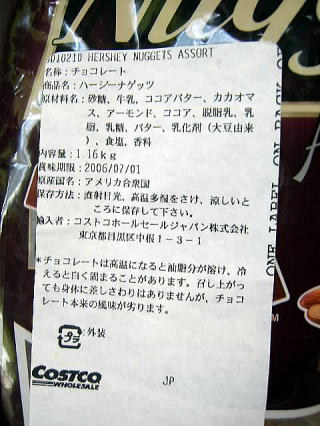 Nuggets
3010210 HERSHEY NUGGETS ASSORT
名称：チョコレート
商品名：ハーシーナゲッツ
原材料名：砂糖、牛乳、ココアバター、カカオマ
ス、アーモンド、ココア、脱脂乳、乳
脂、乳糖、バター、乳化剤（大豆由来
）、食塩、香料
内容量：1.16ｋｇ
賞味期限：2006/07/01
原産国名：アメリカ合衆国
保存方法：直射日光、高温多湿をさけ、涼しいと
ころに保存して下さい。
輸入者：コストコホールセールジャパン株式会社
東京都目黒区中根１－３－１
＊チョコレートは高温になると油脂分が溶け、冷
えると白く固まることがあります。召し上がっ
ても身体に差しさわりはありませんが、チョコ
レート本来の風味が劣ります。
プラ ：外装
COSTCO
WHOLESALE
JP
ONE LABEL ON BACK OF
TM